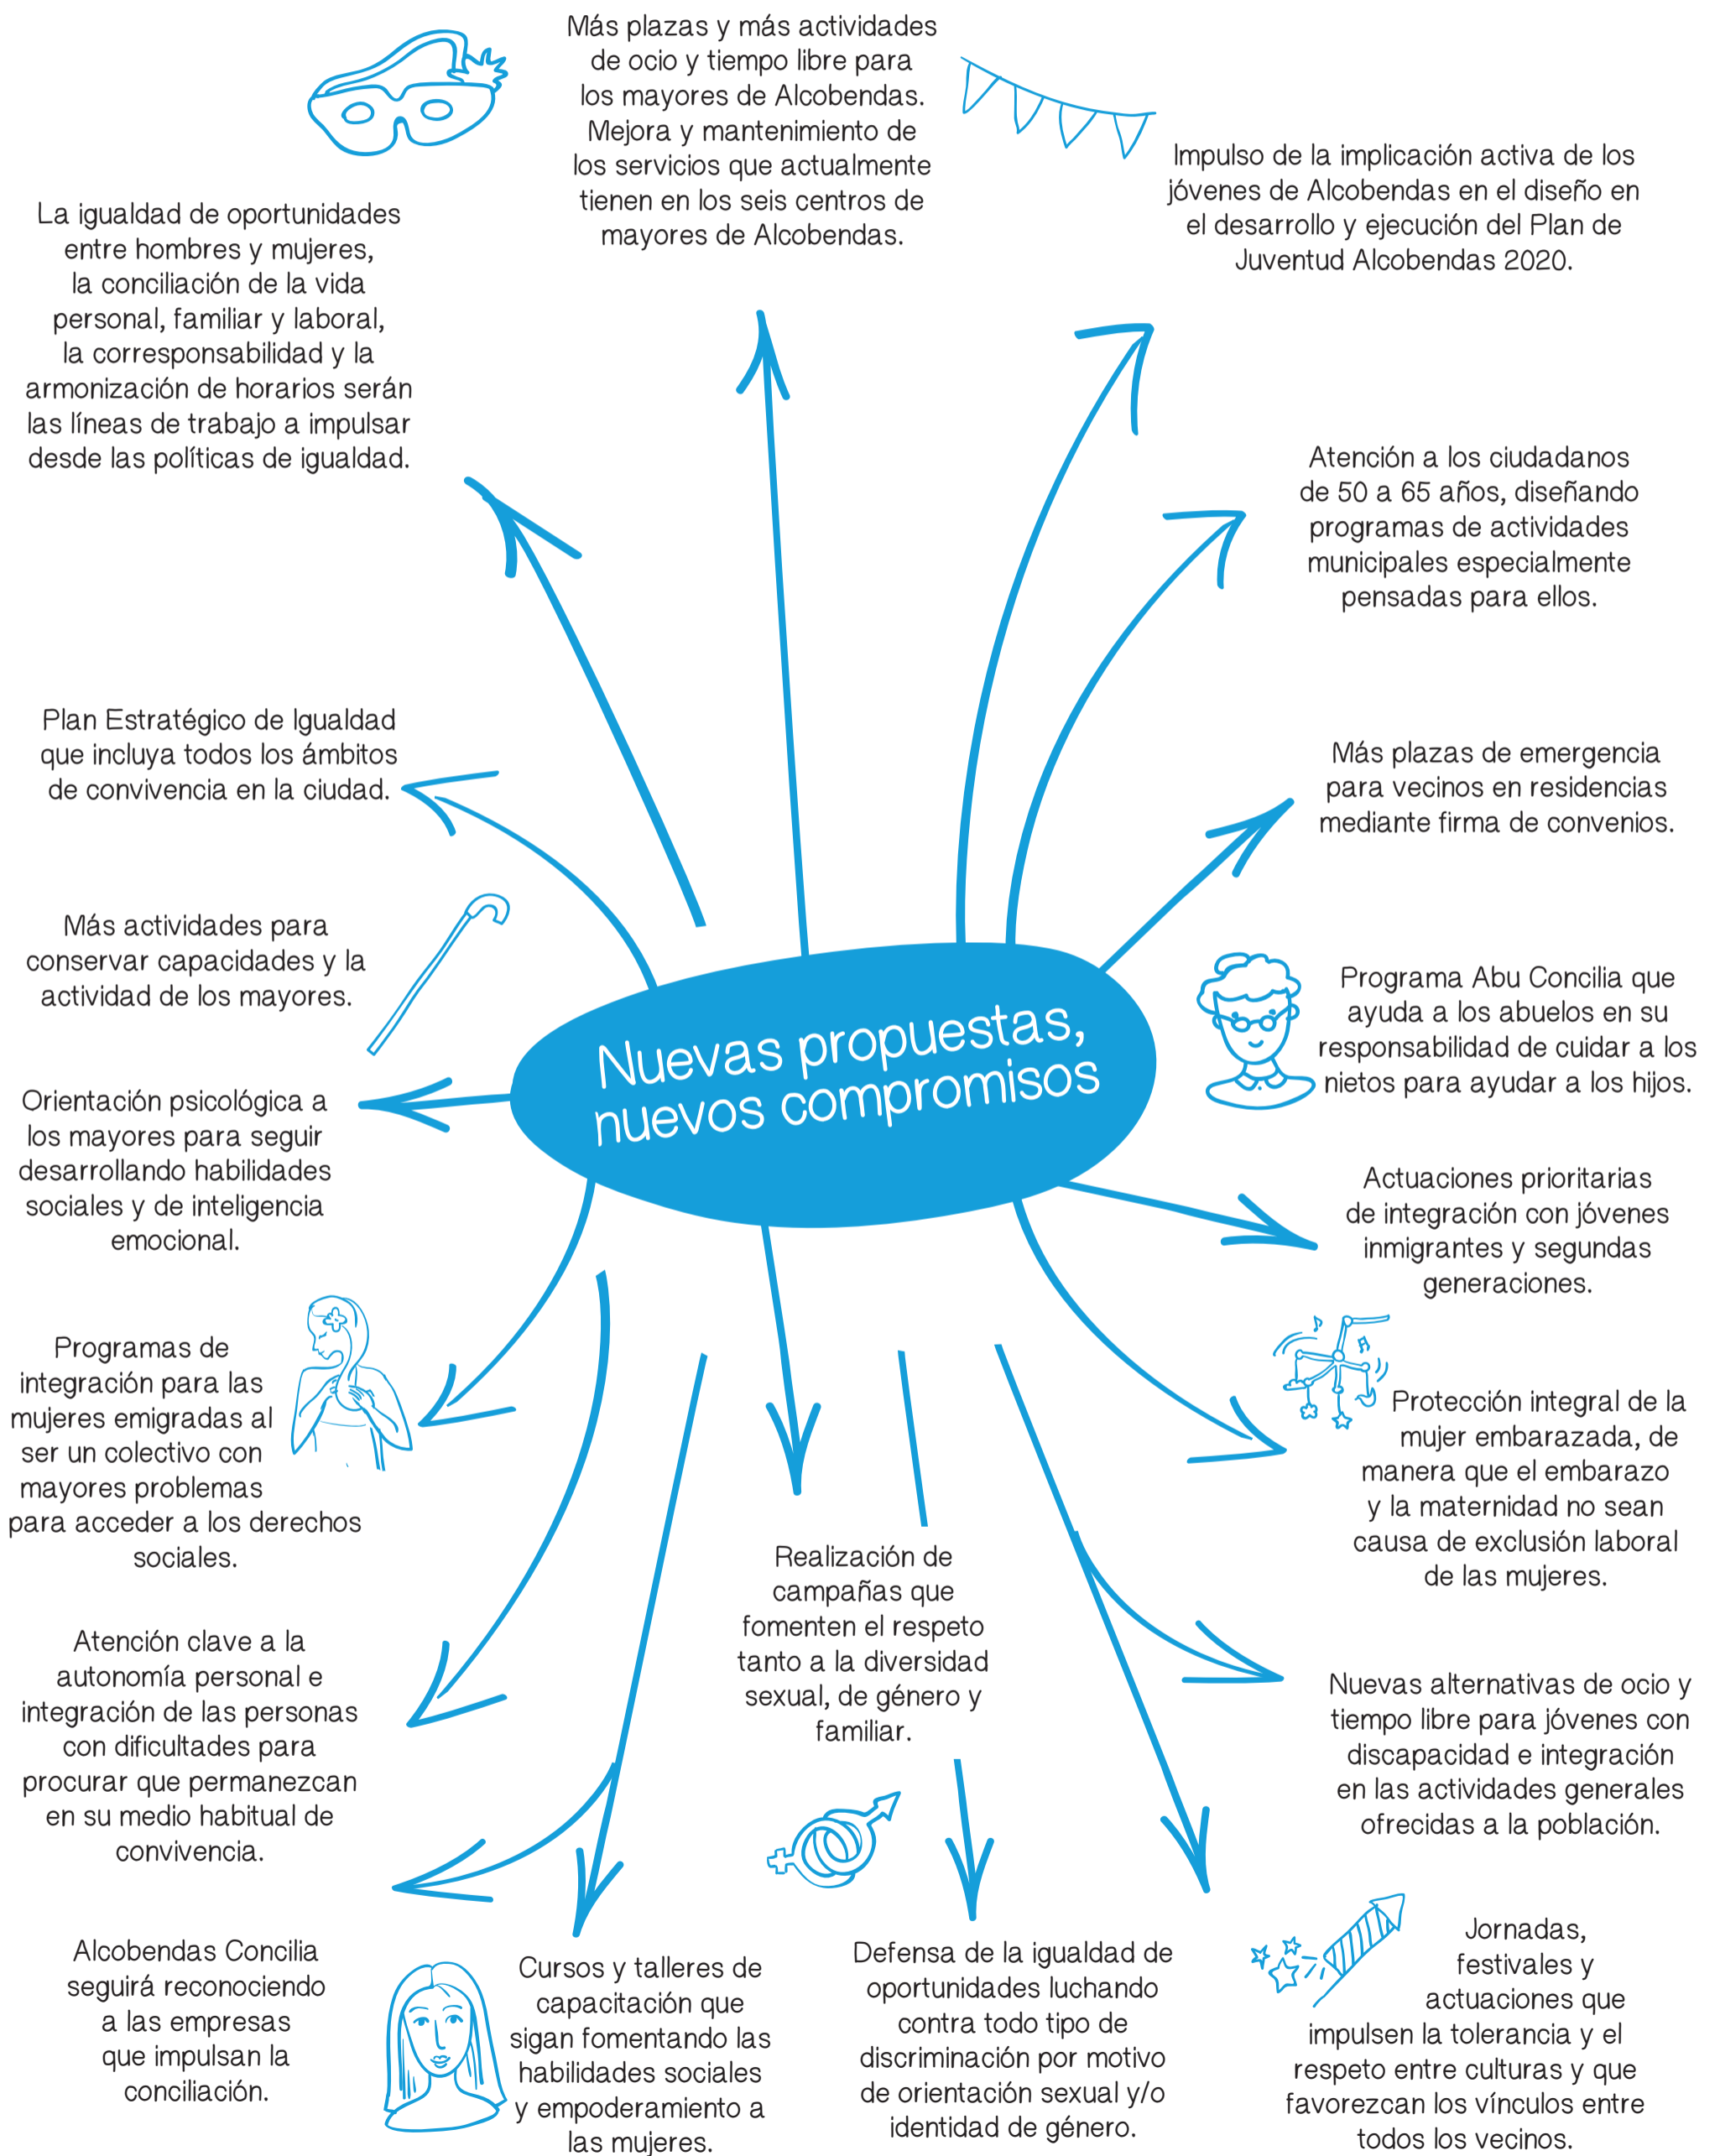 Más plazas y más actividades
de ocio y tiempo libre para
los mayores de Alcobendas.
Mejora y mantenimiento de
los servicios que actualmente
tienen en los seis centros de
mayores de Alcobendas.
Impulso de la implicación activa de los
jóvenes de Alcobendas en el diseño en
el desarrollo y ejecución del Plan de
Juventud Alcobendas 2020.
La igualdad de oportunidades
entre hombres y mujeres,
la conciliación de la vida
personal, familiar y laboral,
la corresponsabilidad y la
armonización de horarios serán
las líneas de trabajo a impulsar
desde las políticas de igualdad.
Atención a los ciudadanos
de 50 a 65 años, diseñando
programas de actividades
municipales especialmente
pensadas para ellos.
Plan Estratégico de Igualdad
que incluya todos los ámbitos
de convivencia en la ciudad.
Más plazas de emergencia
para vecinos en residencias
mediante firma de convenios.
Más actividades para
conservar capacidades y la
actividad de los mayores.
Programa Abu Concilia que
ayuda a los abuelos en su
responsabilidad de cuidar a los
nietos para ayudar a los hijos.
Nuevas propuestas,
nuevos compromisos
Orientación psicológica a
los mayores para seguir
desarrollando habilidades
sociales y de inteligencia
emocional.
Actuaciones prioritarias
de integración con jóvenes
inmigrantes y segundas
generaciones.
Programas de
integración para las
mujeres emigradas al
ser un colectivo con
mayores problemas
para acceder a los derechos
sociales.
Protección integral de la
mujer embarazada, de
manera que el embarazo
y la maternidad no sean
causa de exclusión laboral
de las mujeres.
Realización de
campañas que
fomenten el respeto
tanto a la diversidad
sexual, de género y
familiar.
Atención clave a la
autonomía personal e
integración de las personas
con dificultades para
procurar que permanezcan
en su medio habitual de
convivencia.
Nuevas alternativas de ocio y
tiempo libre para jóvenes con
discapacidad e integración
en las actividades generales
ofrecidas a la población.
Alcobendas Concilia
seguirá reconociendo
a las empresas
que impulsan la
conciliación.
Cursos y talleres de
capacitación que
sigan fomentando las
habilidades sociales
y empoderamiento a
las mujeres.
Defensa de la igualdad de
oportunidades luchando
contra todo tipo de
discriminación por motivo
de orientación sexual y/o
identidad de género.
Jornadas,
festivales y
actuaciones que
impulsen la tolerancia y el
respeto entre culturas y que
favorezcan los vínculos entre
todos los vecinos.